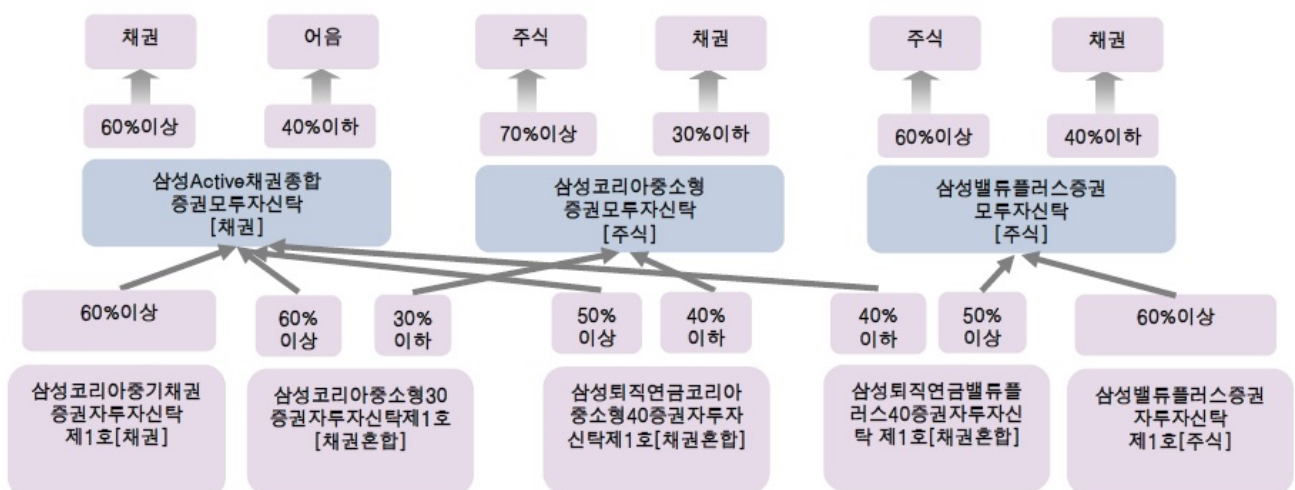 채권
어음
주식
채권
주식
채권
60%이상
40%이하
70%이상
30%이하
60%이상
40%이하
삼성Active채권종합
증권모투자신탁
[채권]
삼성코리아중소형
증권모투자신탁
[주식]
삼성밸류플러스증권
모투자신탁
[주식]
60%이상
60%
이상
30%
이하
50%
이상
40%
이하
40%
이하
50%
이상
60%이상
삼성코리아중기채권
증권자투자신탁
제1호[채권]
삼성코리아중소형30
증권자투자신탁제1호
[채권혼합]
삼성퇴직연금코리아
중소형40증권자투자
신탁제1호[채권혼합]
삼성퇴직연금밸류플
러스40증권자투자신
탁 제1호[채권혼합]
삼성밸류플러스증권
자투자신탁
제1호[주식]